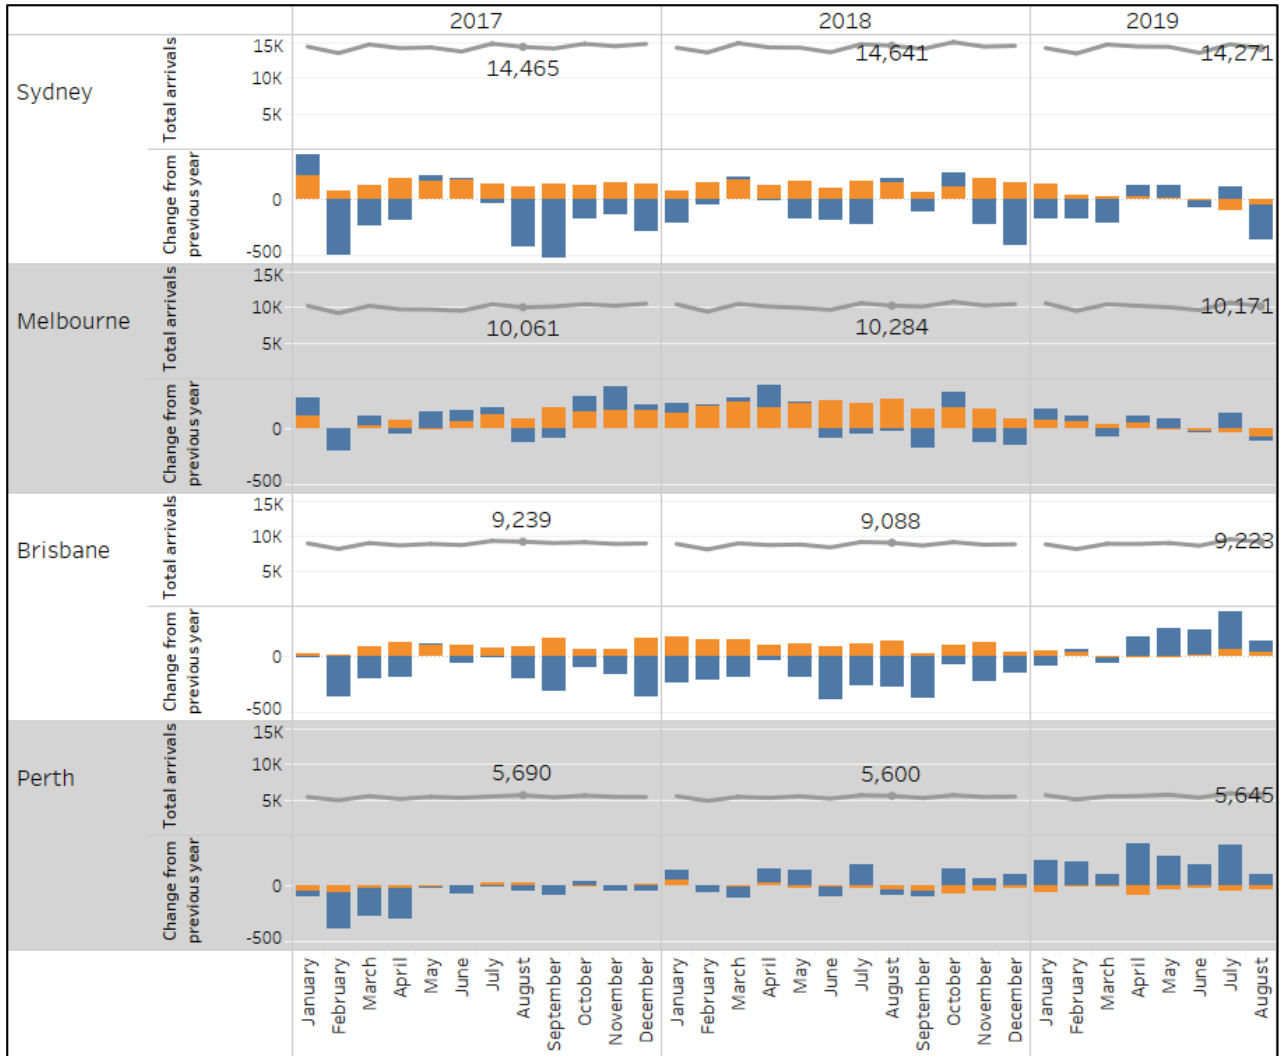 2017 2018 2019
Sydney
Total arrivals
15K
10K
5K
14,465 14,641 14,271
Change from
previous year
0
-500
Melbourne
Total arrivals
15K
10K
5K
10,061 10,284 10,171
Change from
previous year
0
-500
Brisbane
Total arrivals
15K
10K
5K
9,239 9,088 9,223
Change from
previous year
0
-500
Perth
Total arrivals
15K
10K
5K
5,690 5,600 5,645
Change from
previous year
0
-500
January
February
March
April
May
June
July
August
September
October
November
December
January
February
March
April
May
June
July
August
September
October
November
December
January
February
March
April
May
June
July
August